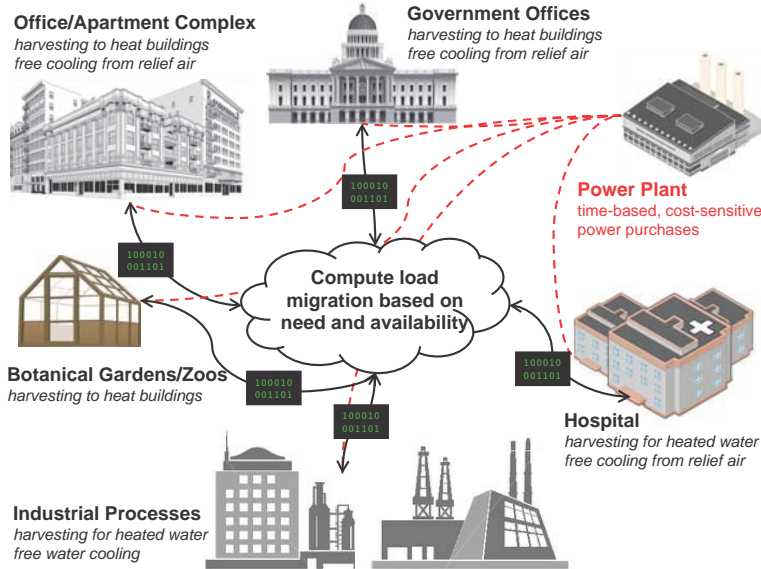 Office/Apartment Complex
harvesting to heat buildings
free cooling from relief air
Government Offices
harvesting to heat buildings
free cooling from relief air
Power Plant
time-based, cost-sensitive
power purchases
100010
001101
100010
001101
Compute load
migration based on
need and availability
Botanical Gardens/Zoos
harvesting to heat buildings
100010
001101
100010
001101
100010
001101
Hospital
harvesting for heated water
free cooling from relief air
Industrial Processes
harvesting for heated water
free water cooling